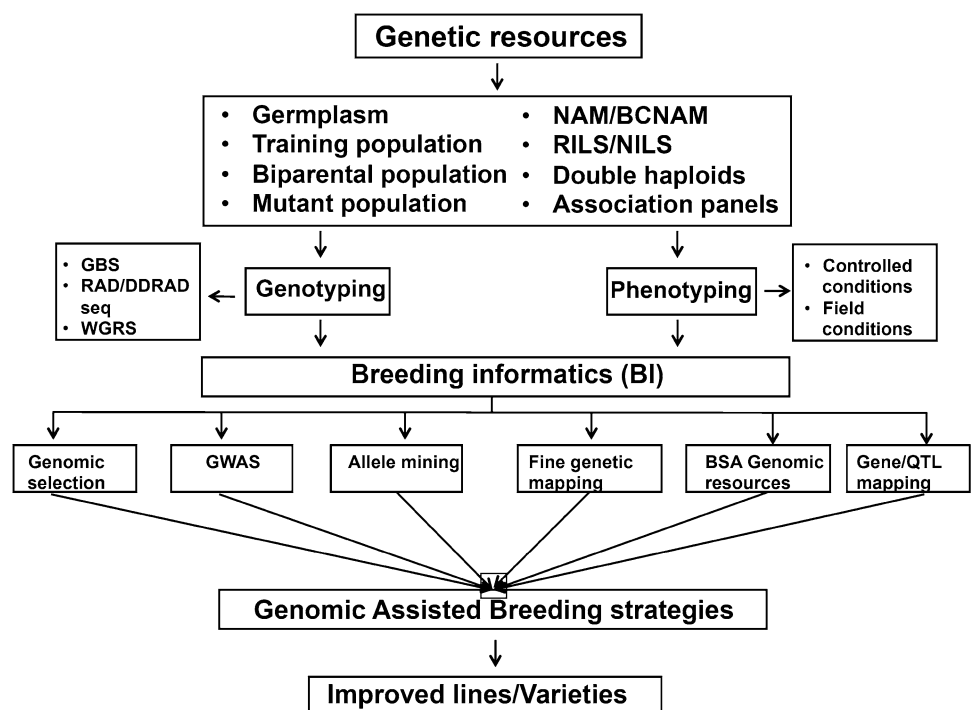 Genetic resources
• Germplasm
• Training population
• Biparental population
• Mutant population
• NAM/BCNAM
• RILS/NILS
• Double haploids
• Association panels
• GBS
• RAD/DDRAD
seq
• WGRS
Genotyping
Phenotyping
• Controlled
conditions
• Field
conditions
Breeding informatics (BI)
Genomic
selection
GWAS
Allele mining
Fine genetic
mapping
BSA Genomic
resources
Gene/QTL
mapping
Genomic Assisted Breeding strategies
Improved lines/Varieties